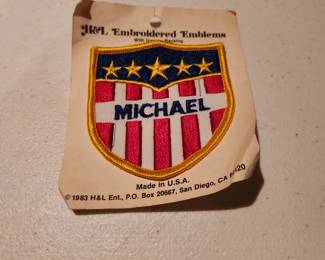 H&L Embroidered Emblems
MICHAEL
Made in U.S.A.
© 1983 H&L Ent., P.O. Box 20667, San Diego, CA